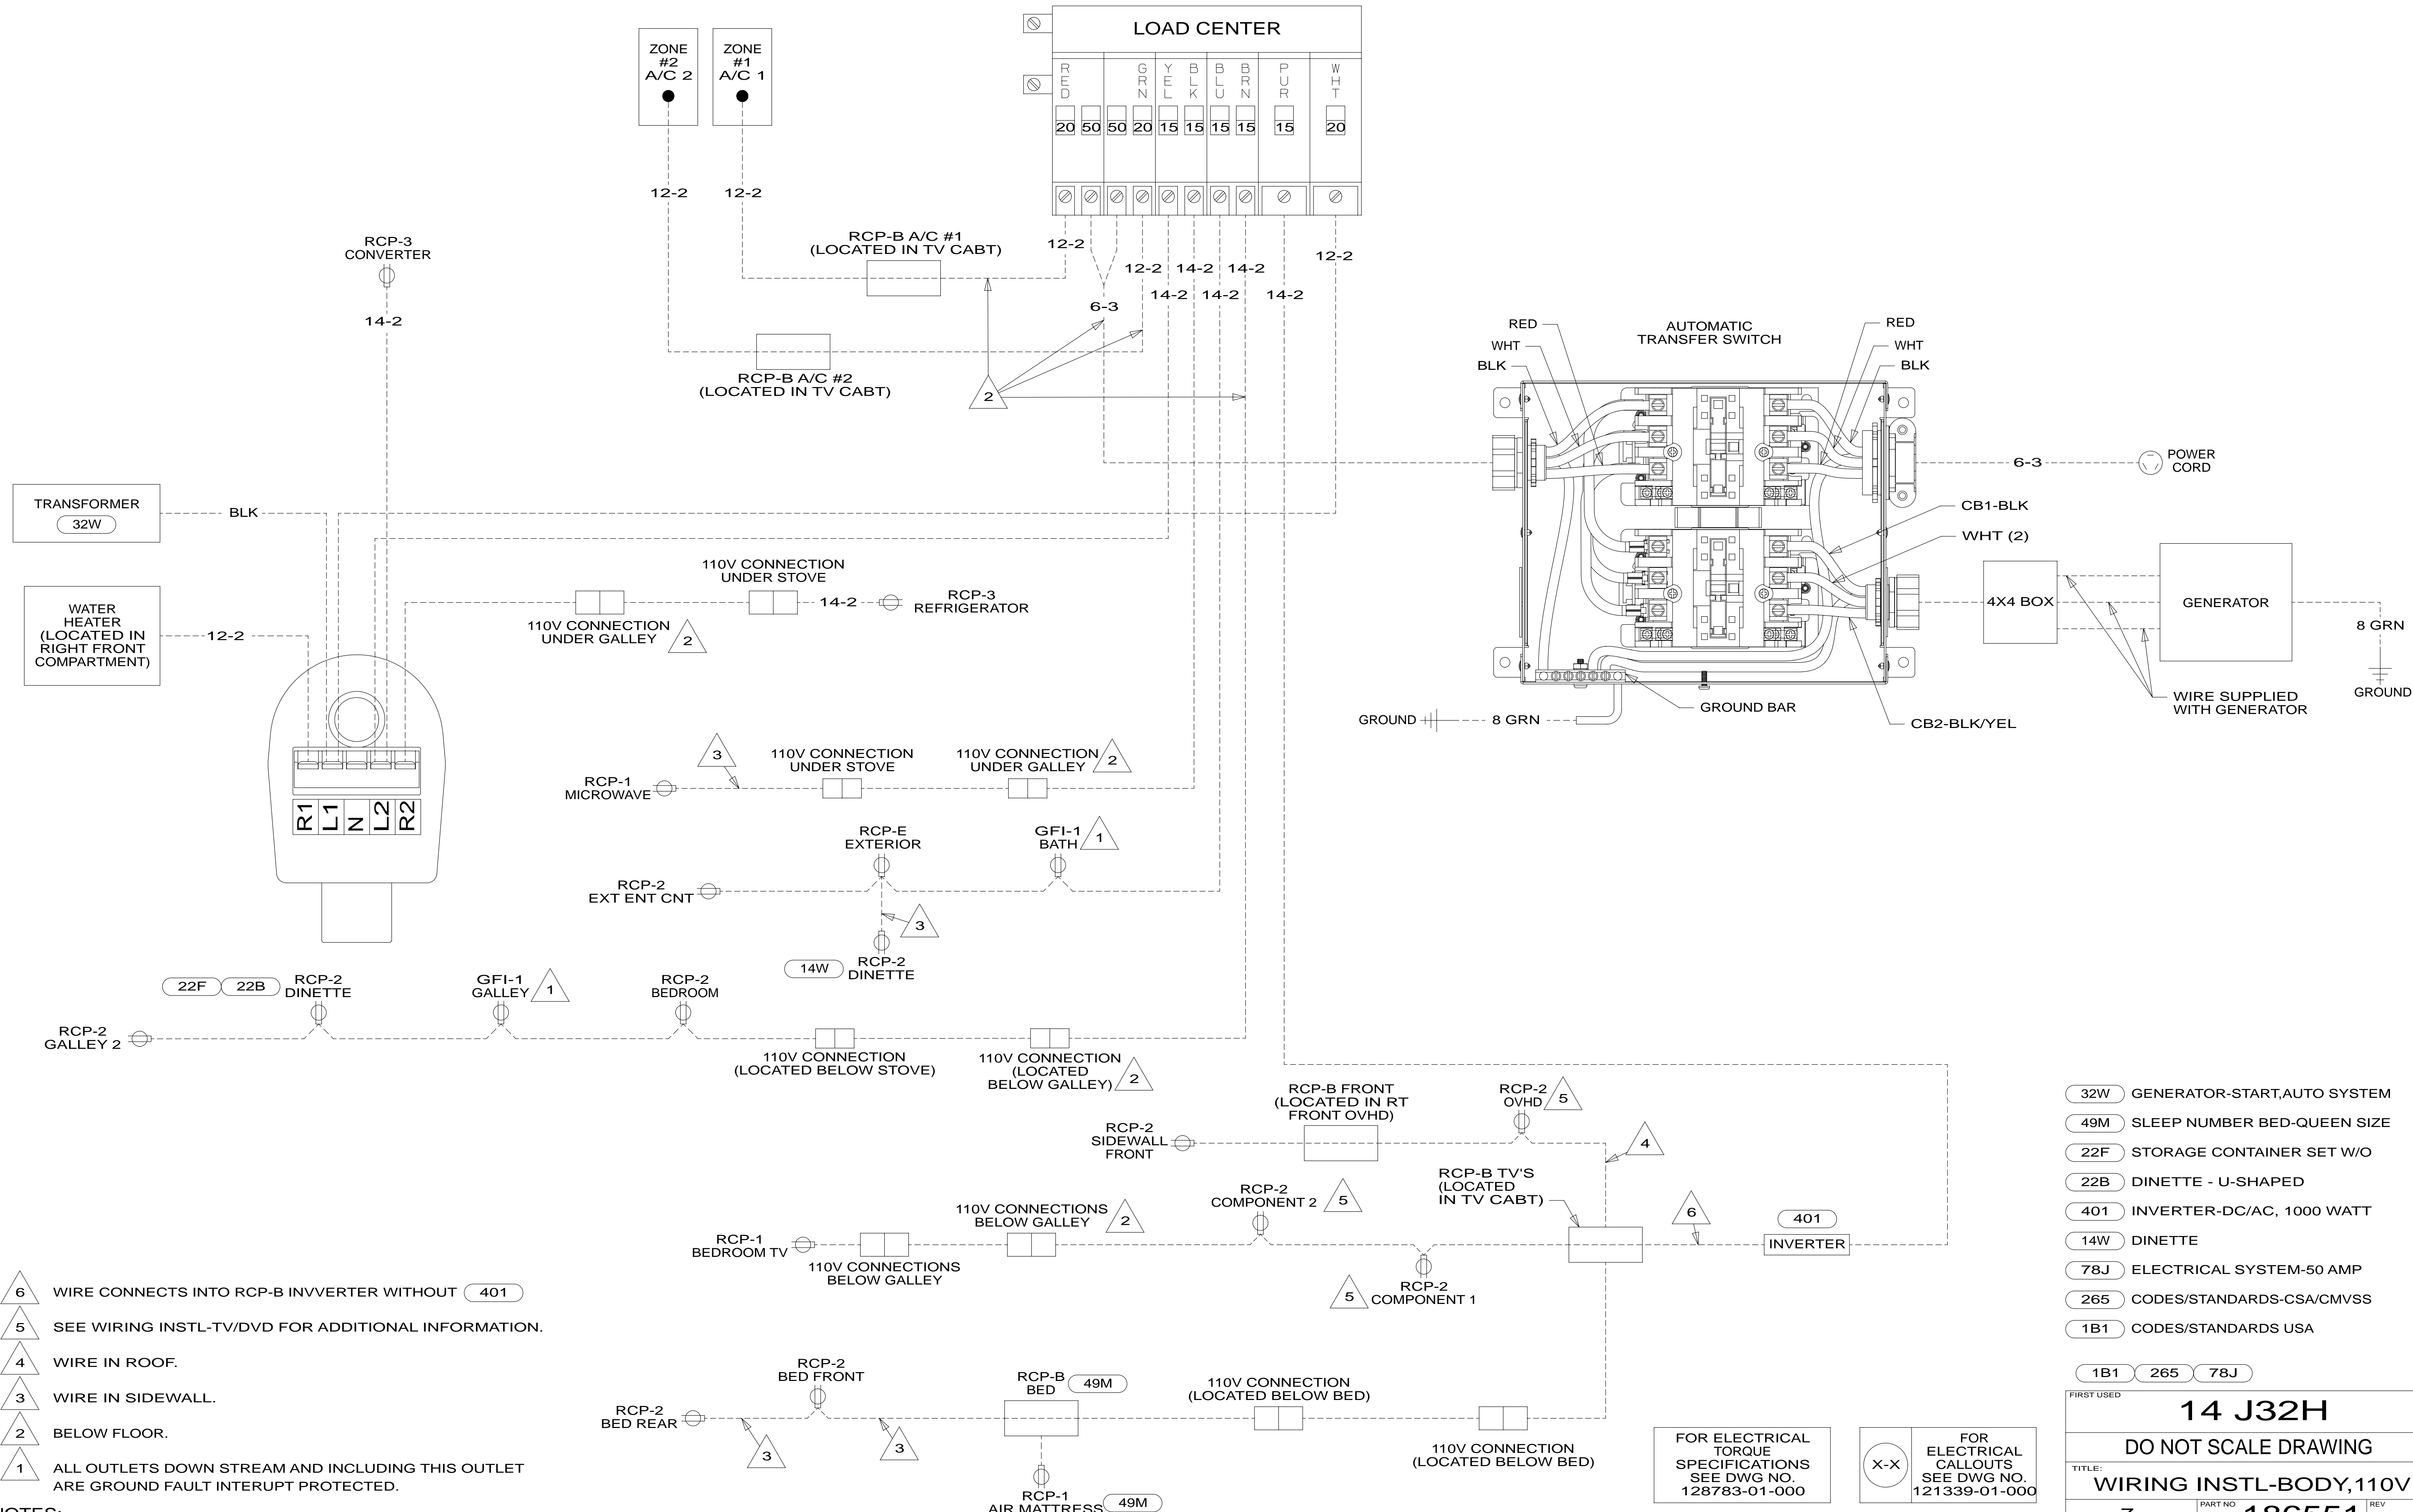 LOAD CENTER
RED
GRN
YEL
BLK
BLU
BRN
PUR
WHT
20 50 50 20 15 15 15 15 15 20
ZONE
#2
A/C 2
ZONE
#1
A/C 1
12-2
12-2
RCP-B A/C #1
(LOCATED IN TV CABT)
RCP-B A/C #2
(LOCATED IN TV CABT)
12-2
6-3
12-2
14-2
14-2
14-2
14-2
14-2
12-2
2
RCP-3
CONVERTER
14-2
TRANSFORMER
32W
BLK
WATER
HEATER
(LOCATED IN
RIGHT FRONT
COMPARTMENT)
12-2
R1 L1 N L2 R2
110V CONNECTION
UNDER GALLEY
2
110V CONNECTION
UNDER STOVE
14-2
RCP-3
REFRIGERATOR
AUTOMATIC
TRANSFER SWITCH
RED
WHT
BLK
RED
WHT
BLK
6-3
POWER
CORD
CB1-BLK
WHT (2)
4X4 BOX
GENERATOR
8 GRN
GROUND
WIRE SUPPLIED
WITH GENERATOR
CB2-BLK/YEL
GROUND BAR
GROUND
8 GRN
3
RCP-1
MICROWAVE
110V CONNECTION
UNDER STOVE
110V CONNECTION
UNDER GALLEY
2
RCP-E
EXTERIOR
GFI-1
BATH
1
RCP-2
EXT ENT CNT
3
14W
RCP-2
DINETTE
22F
22B
RCP-2
DINETTE
GFI-1
GALLEY
1
RCP-2
BEDROOM
RCP-2
GALLEY 2
110V CONNECTION
(LOCATED BELOW STOVE)
110V CONNECTION
(LOCATED
BELOW GALLEY)
2
RCP-B FRONT
(LOCATED IN RT
FRONT OVHD)
RCP-2
OVHD
5
RCP-2
SIDEWALL
FRONT
4
RCP-B TV'S
(LOCATED
IN TV CABT)
RCP-2
COMPONENT 2
5
110V CONNECTIONS
BELOW GALLEY
2
RCP-1
BEDROOM TV
110V CONNECTIONS
BELOW GALLEY
5
RCP-2
COMPONENT 1
6
401
INVERTER
RCP-2
BED FRONT
RCP-B
BED
49M
110V CONNECTION
(LOCATED BELOW BED)
RCP-2
BED REAR
3
3
110V CONNECTION
(LOCATED BELOW BED)
RCP-1
AIR MATTRESS
49M
6 WIRE CONNECTS INTO RCP-B INVVERTER WITHOUT 401
5 SEE WIRING INSTL-TV/DVD FOR ADDITIONAL INFORMATION.
4 WIRE IN ROOF.
3 WIRE IN SIDEWALL.
2 BELOW FLOOR.
1 ALL OUTLETS DOWN STREAM AND INCLUDING THIS OUTLET
ARE GROUND FAULT INTERUPT PROTECTED.
32W GENERATOR-START,AUTO SYSTEM
49M SLEEP NUMBER BED-QUEEN SIZE
22F STORAGE CONTAINER SET W/O
22B DINETTE - U-SHAPED
401 INVERTER-DC/AC, 1000 WATT
14W DINETTE
78J ELECTRICAL SYSTEM-50 AMP
265 CODES/STANDARDS-CSA/CMVSS
1B1 CODES/STANDARDS USA
1B1 265 78J
FOR ELECTRICAL
TORQUE
SPECIFICATIONS
SEE DWG NO.
128783-01-000
X-X
FOR
ELECTRICAL
CALLOUTS
SEE DWG NO.
121339-01-000
FIRST USED
14 J32H
DO NOT SCALE DRAWING
TITLE:
WIRING INSTL-BODY,110V
PART NO 186551 REV